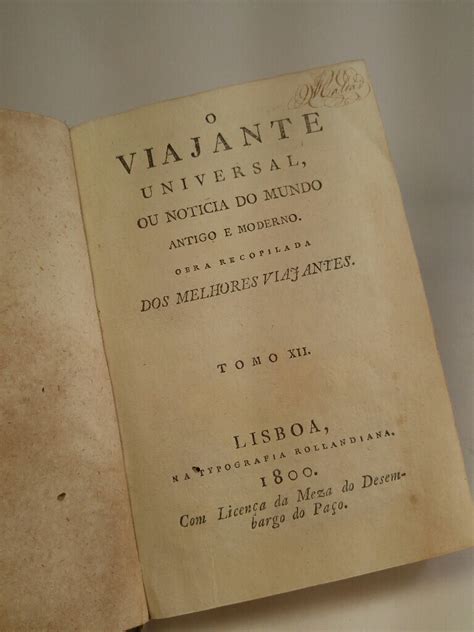 O
VIAJANTE
UNIVERSAL,
OU NOTICIA DO MUNDO
ANTIGO E MODERNO.
OBRA RECOPILADA
DOS MELHORES VIAJANTES.
TOMO XII.
LISBOA,
NA TYPOGRAFIA ROLLANDIANA.
1800.
Com Licença da Meza do Desem-
bargo do Paço.